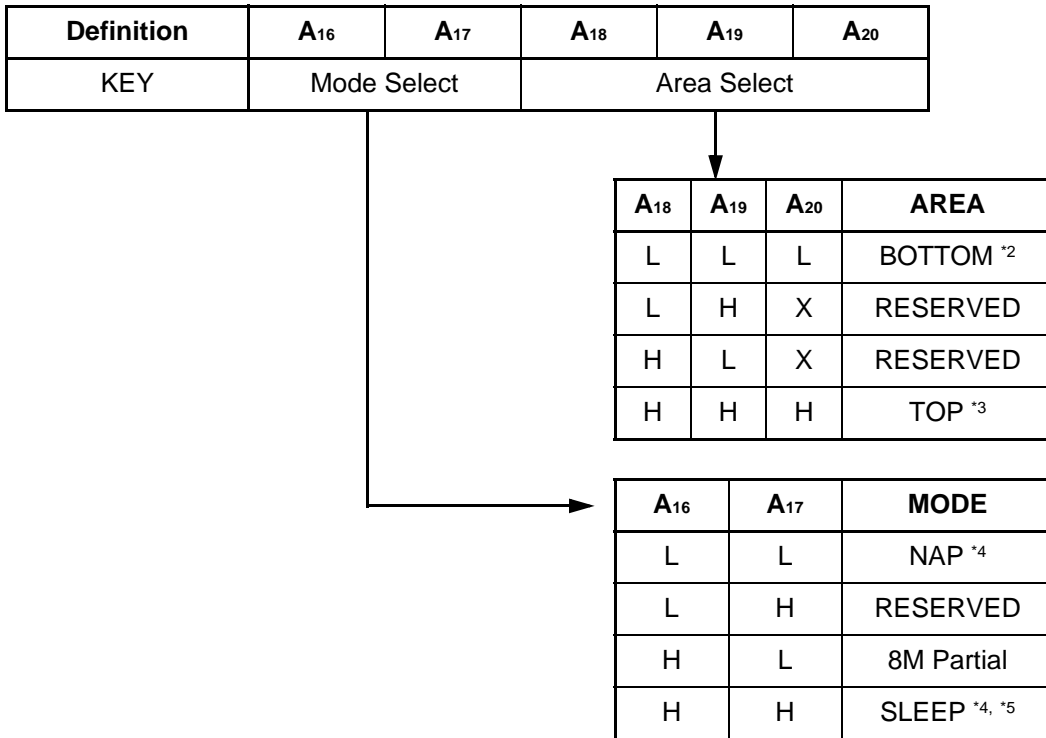 Definition A16 A17 A18 A19 A20
KEY Mode Select Area Select
A18 A19 A20 AREA
L L L BOTTOM *2
L H X RESERVED
H L X RESERVED
H H H TOP *3
A16 A17 MODE
L L NAP *4
L H RESERVED
H L 8M Partial
H H SLEEP *4, *5